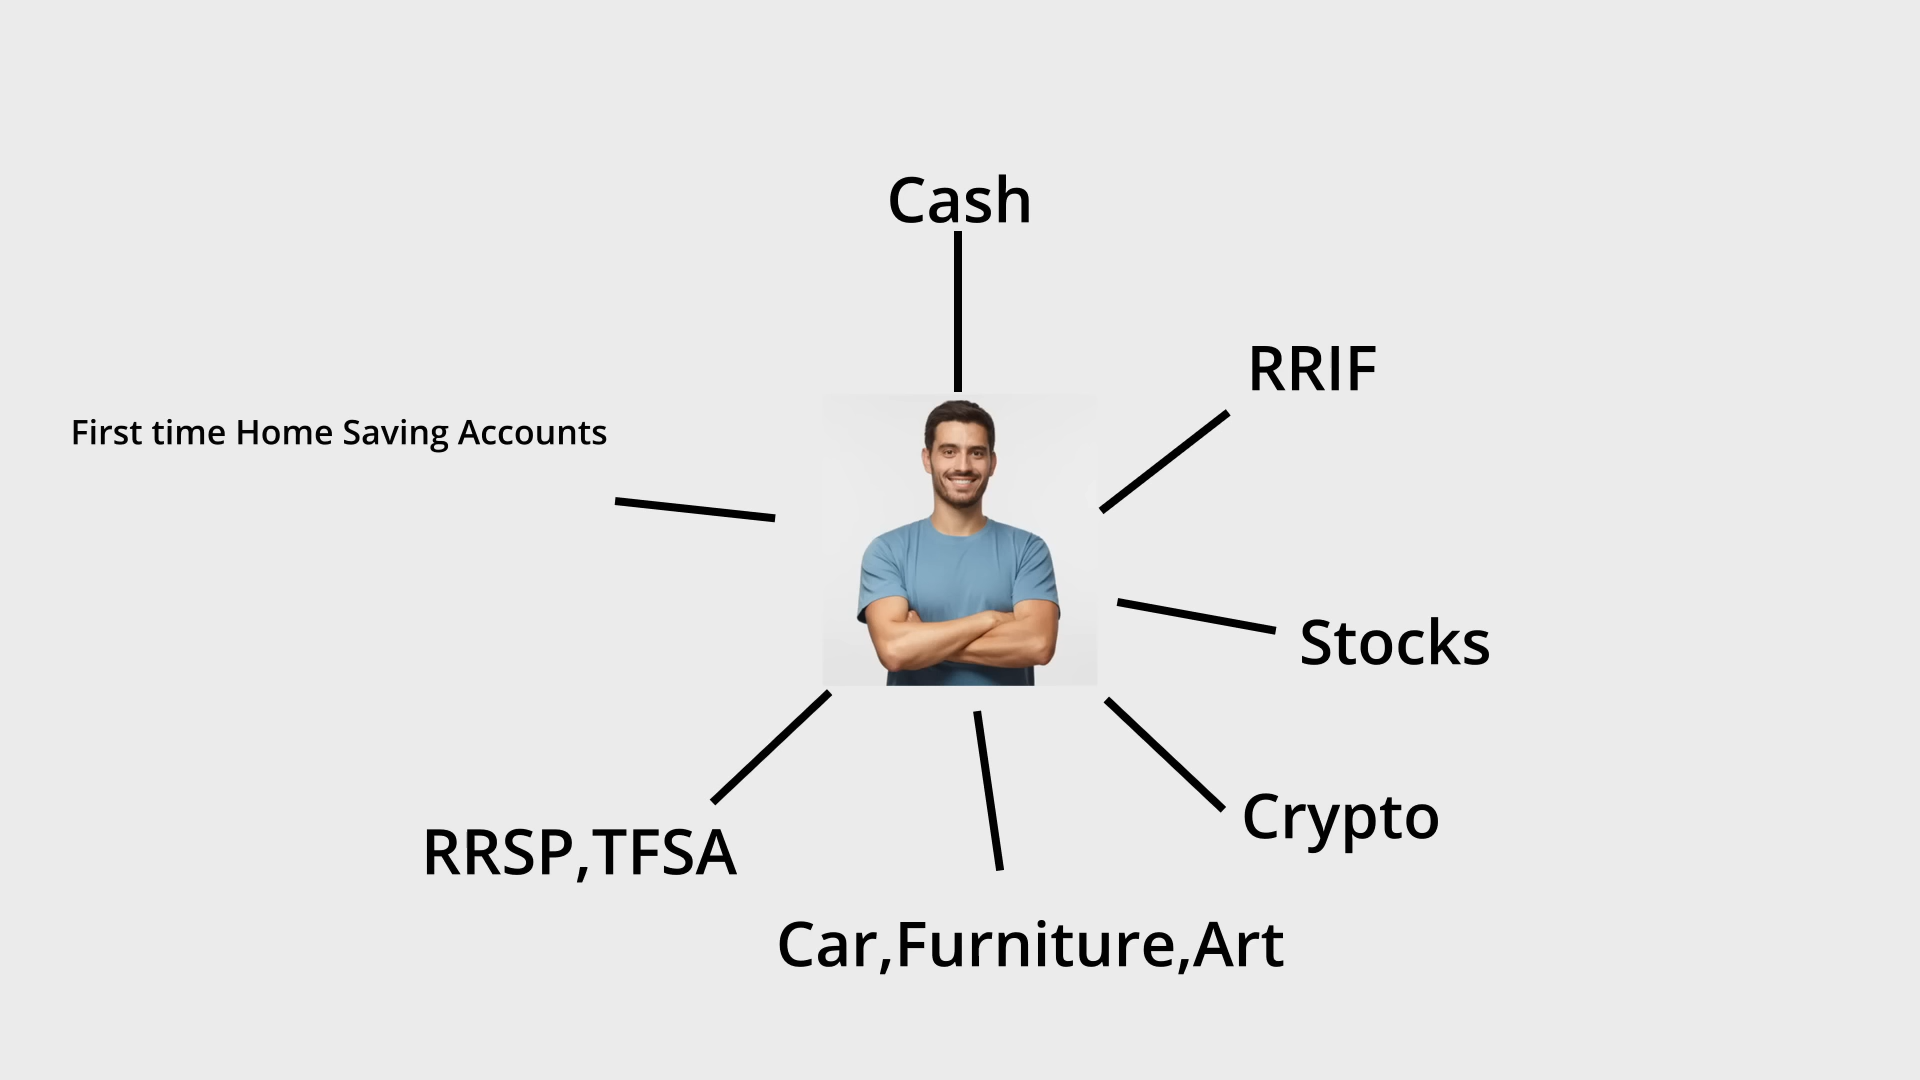 Cash
RRIF
First time Home Saving Accounts
Stocks
Crypto
RRSP,TFSA
Car,Furniture,Art